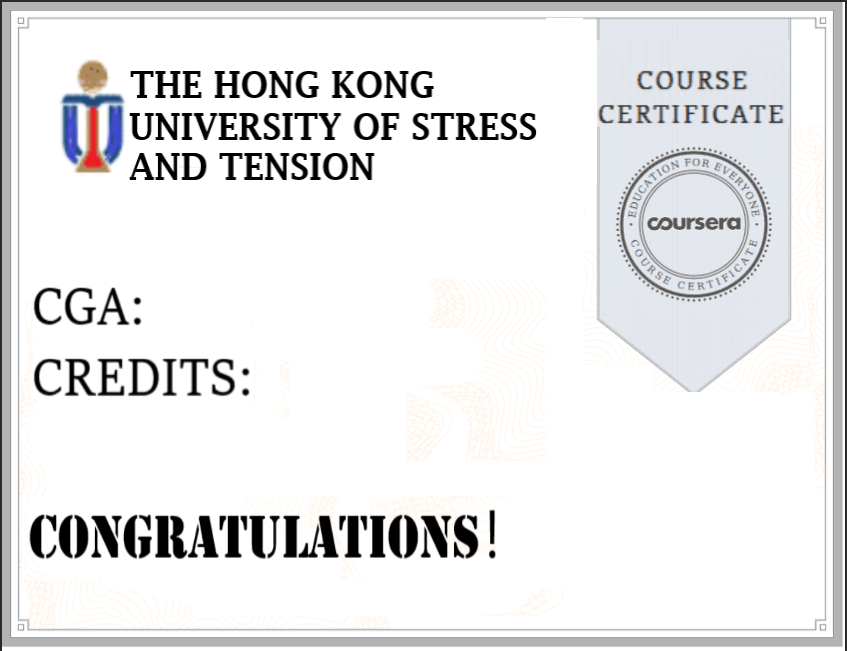 THE HONG KONG
UNIVERSITY OF STRESS
AND TENSION
COURSE
CERTIFICATE
EDUCATION FOR EVERYONE
coursera
COURSE CERTIFICATE
CGA:
CREDITS:
CONGRATULATIONS!